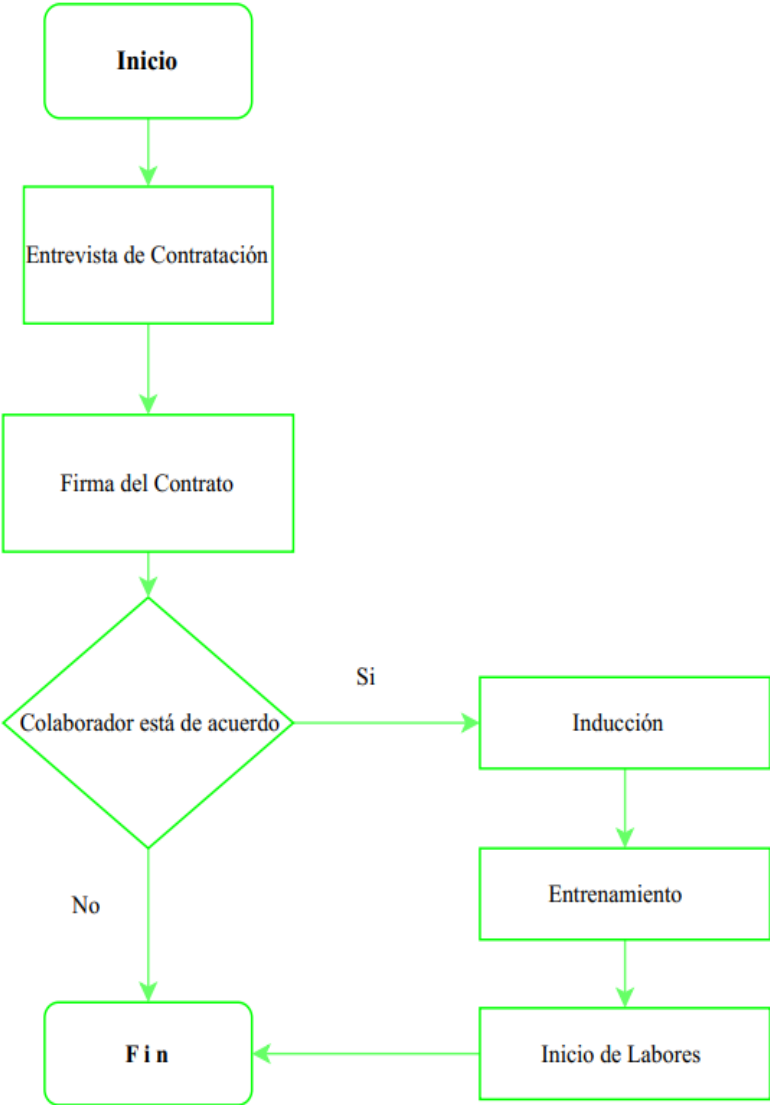 Inicio
Entrevista de Contratación
Firma del Contrato
Colaborador está de acuerdo
Si
Inducción
Entrenamiento
No
Inicio de Labores
F i n